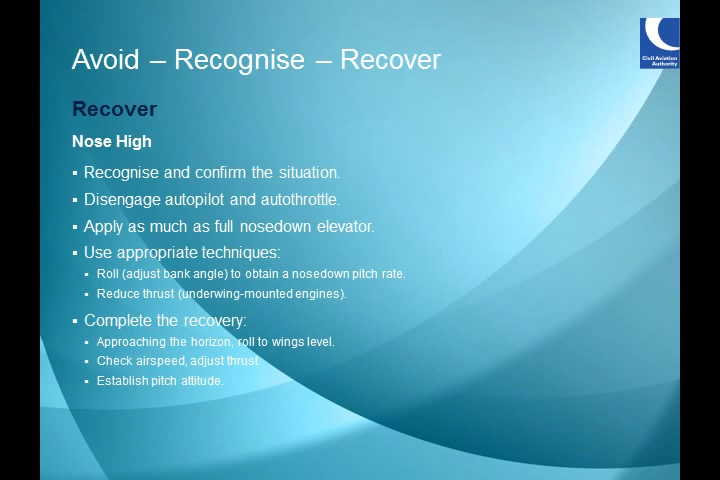 Avoid – Recognise – Recover
Civil Aviation
Authority
Recover
Nose High
▪ Recognise and confirm the situation.
▪ Disengage autopilot and autothrottle.
▪ Apply as much as full nosedown elevator.
▪ Use appropriate techniques:
▪ Roll (adjust bank angle) to obtain a nosedown pitch rate.
▪ Reduce thrust (underwing-mounted engines).
▪ Complete the recovery:
▪ Approaching the horizon, roll to wings level.
▪ Check airspeed, adjust thrust.
▪ Establish pitch attitude.